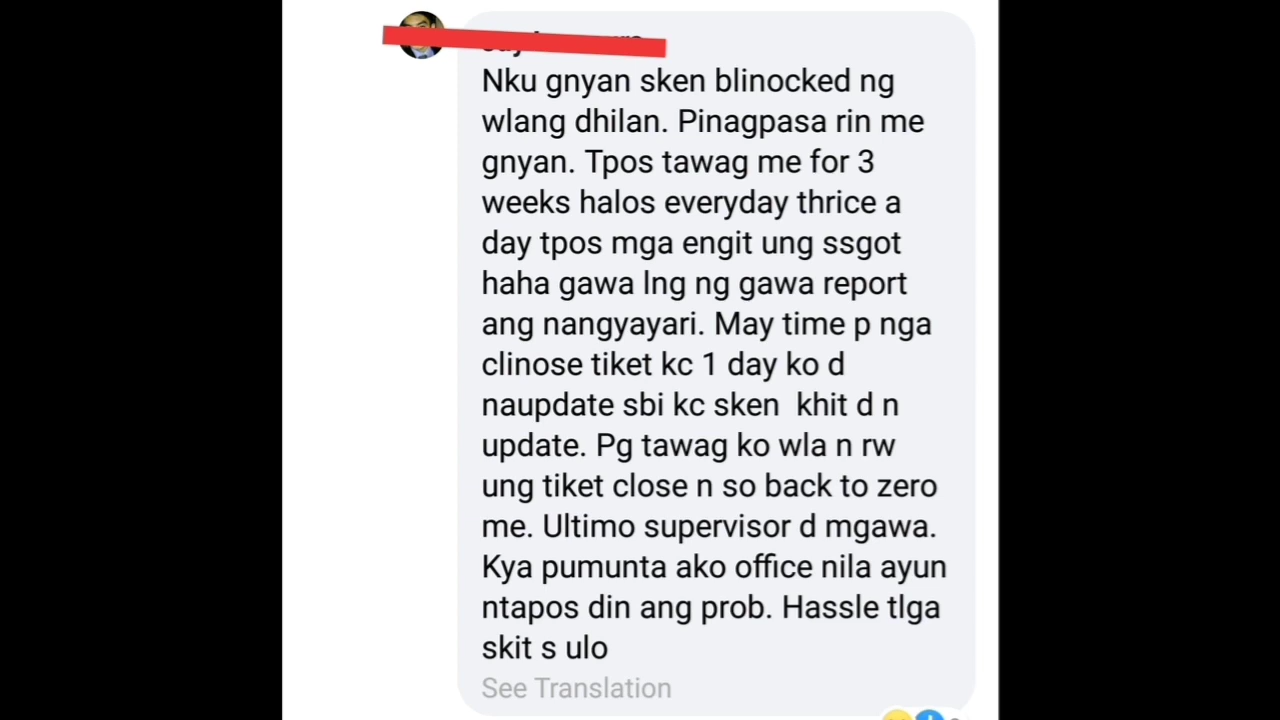 Nku gnyan sken blinocked ng
wlang dhilan. Pinagpasa rin me
gnyan. Tpos tawag me for 3
weeks halos everyday thrice a
day tpos mga engit ung ssgot
haha gawa lng ng gawa report
ang nangyayari. May time p nga
clinose tiket kc 1 day ko d
naupdate sbi kc sken  khit d n
update. Pg tawag ko wla n rw
ung tiket close n so back to zero
me. Ultimo supervisor d mgawa.
Kya pumunta ako office nila ayun
ntapos din ang prob. Hassle tlga
skit s ulo
See Translation